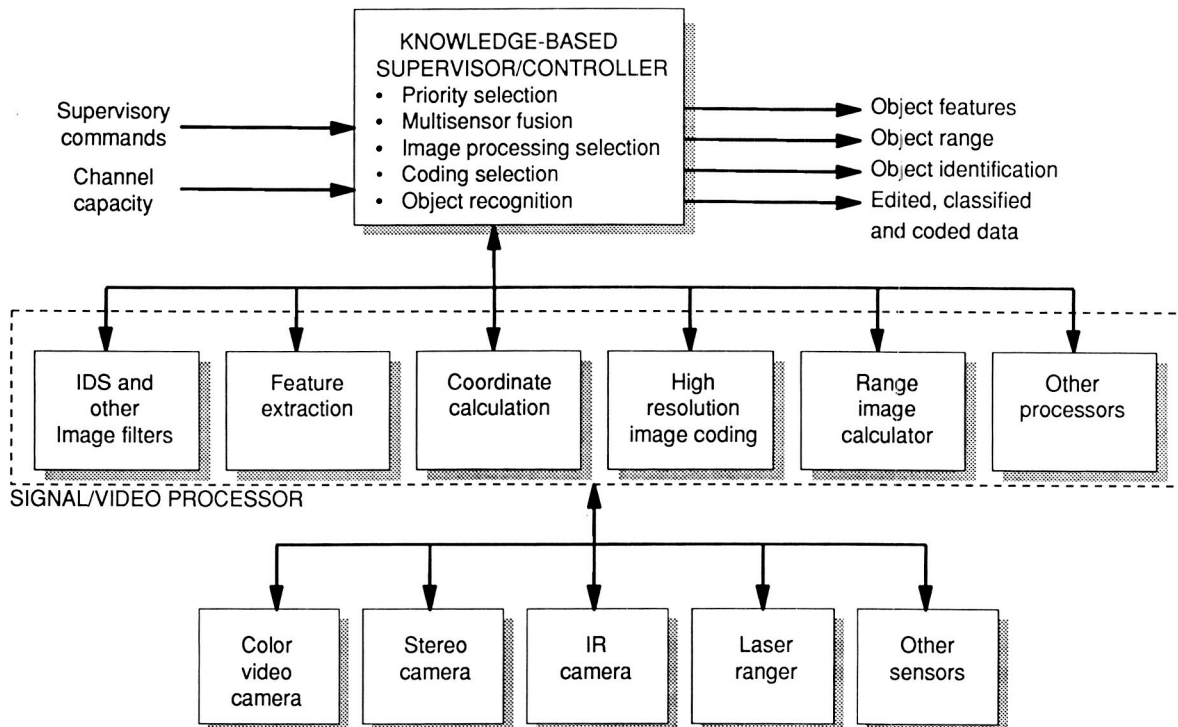 KNOWLEDGE-BASED
SUPERVISOR/CONTROLLER
• Priority selection
• Multisensor fusion
• Image processing selection
• Coding selection
• Object recognition
Supervisory
commands
Channel
capacity
Object features
Object range
Object identification
Edited, classified
and coded data
IDS and
other
Image filters
Feature
extraction
Coordinate
calculation
High
resolution
image coding
Range
image
calculator
Other
processors
SIGNAL/VIDEO PROCESSOR
Color
video
camera
Stereo
camera
IR
camera
Laser
ranger
Other
sensors